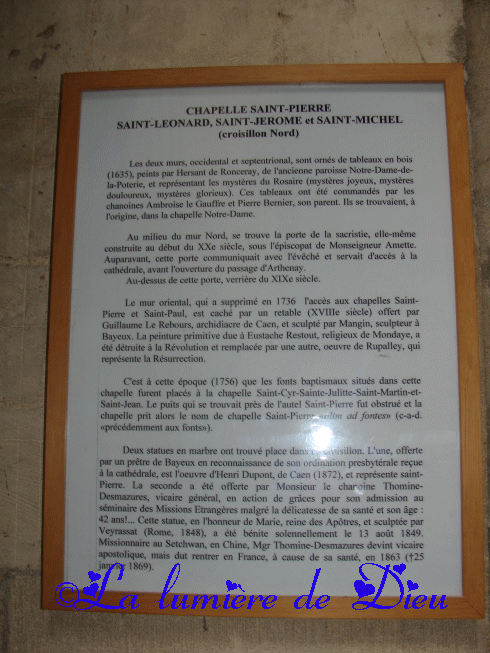 CHAPELLE SAINT-PIERRE
SAINT-LEONARD, SAINT-JEROME et SAINT-MICHEL
(croisillon Nord)
Les deux murs, occidental et septentrional, sont ornés de tableaux en bois
(1635), peints par Hersant de Ronceray, de l'ancienne paroisse Notre-Dame-de-
la-Poterie, et représentant les mystères du Rosaire (mystères joyeux, mystères
douloureux, mystères glorieux). Ces tableaux ont été commandés par les
chanoines Ambroise le Gauffre et Pierre Bernier, son parent. Ils se trouvaient, à
l'origine, dans la chapelle Notre-Dame.
Au milieu du mur Nord, se trouve la porte de la sacristie, elle-même
construite au début du XXe siècle, sous l'épiscopat de Monseigneur Amette.
Auparavant, cette porte communiquait avec l'évêché et servait d'accès à la
cathédrale, avant l'ouverture du passage d'Arthenay.
Au-dessus de cette porte, verrière du XIXe siècle.
Le mur oriental, qui a supprimé en 1736 l'accès aux chapelles Saint-
Pierre et Saint-Paul, est caché par un retable (XVIIIe siècle) offert par
Guillaume Le Rebours, archidiacre de Caen, et sculpté par Mangin, sculpteur à
Bayeux. La peinture primitive due à Eustache Restout, religieux de Mondaye, a
été détruite à la Révolution et remplacée par une autre, oeuvre de Rupalley, qui
représente la Résurrection.
C'est à cette époque (1756) que les fonts baptismaux situés dans cette
chapelle furent placés à la chapelle Saint-Cyr-Sainte-Julitte-Saint-Martin-et-
Saint-Jean. Le puits qui se trouvait près de l'autel Saint-Pierre fut obstrué et la
chapelle prit alors le nom de chapelle Saint-Pierre «olim ad fontes» (c-a-d.
«précédemment aux fonts»).
Deux statues en marbre ont trouvé place dans ce croisillon. L'une, offerte
par un prêtre de Bayeux en reconnaissance de son ordination presbytérale reçue
à la cathédrale, est l'oeuvre d'Henri Dupont, de Caen (1872), et représente saint-
Pierre. La seconde a été offerte par Monsieur le chanoine Thomine-
Desmazures, vicaire général, en action de grâces pour son admission au
séminaire des Missions Etrangères malgré la délicatesse de sa santé et son âge :
42 ans!... Cette statue, en l'honneur de Marie, reine des Apôtres, et sculptée par
Veyrassat (Rome, 1848), a été bénite solennellement le 13 août 1849.
Missionnaire au Setchwan, en Chine, Mgr Thomine-Desmazures devint vicaire
apostolique, mais dut rentrer en France, à cause de sa santé, en 1863 (†25
janvier 1869).
©La lumière de Dieu